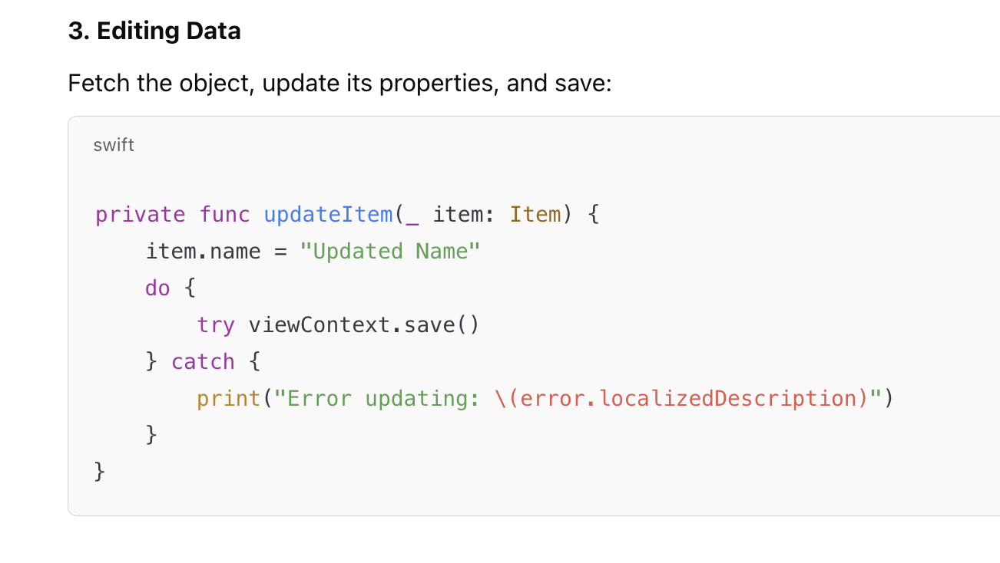 3. Editing Data
Fetch the object, update its properties, and save:
swift
private func updateItem(_ item: Item) {
    item.name = "Updated Name"
    do {
        try viewContext.save()
    } catch {
        print("Error updating: \(error.localizedDescription)")
    }
}